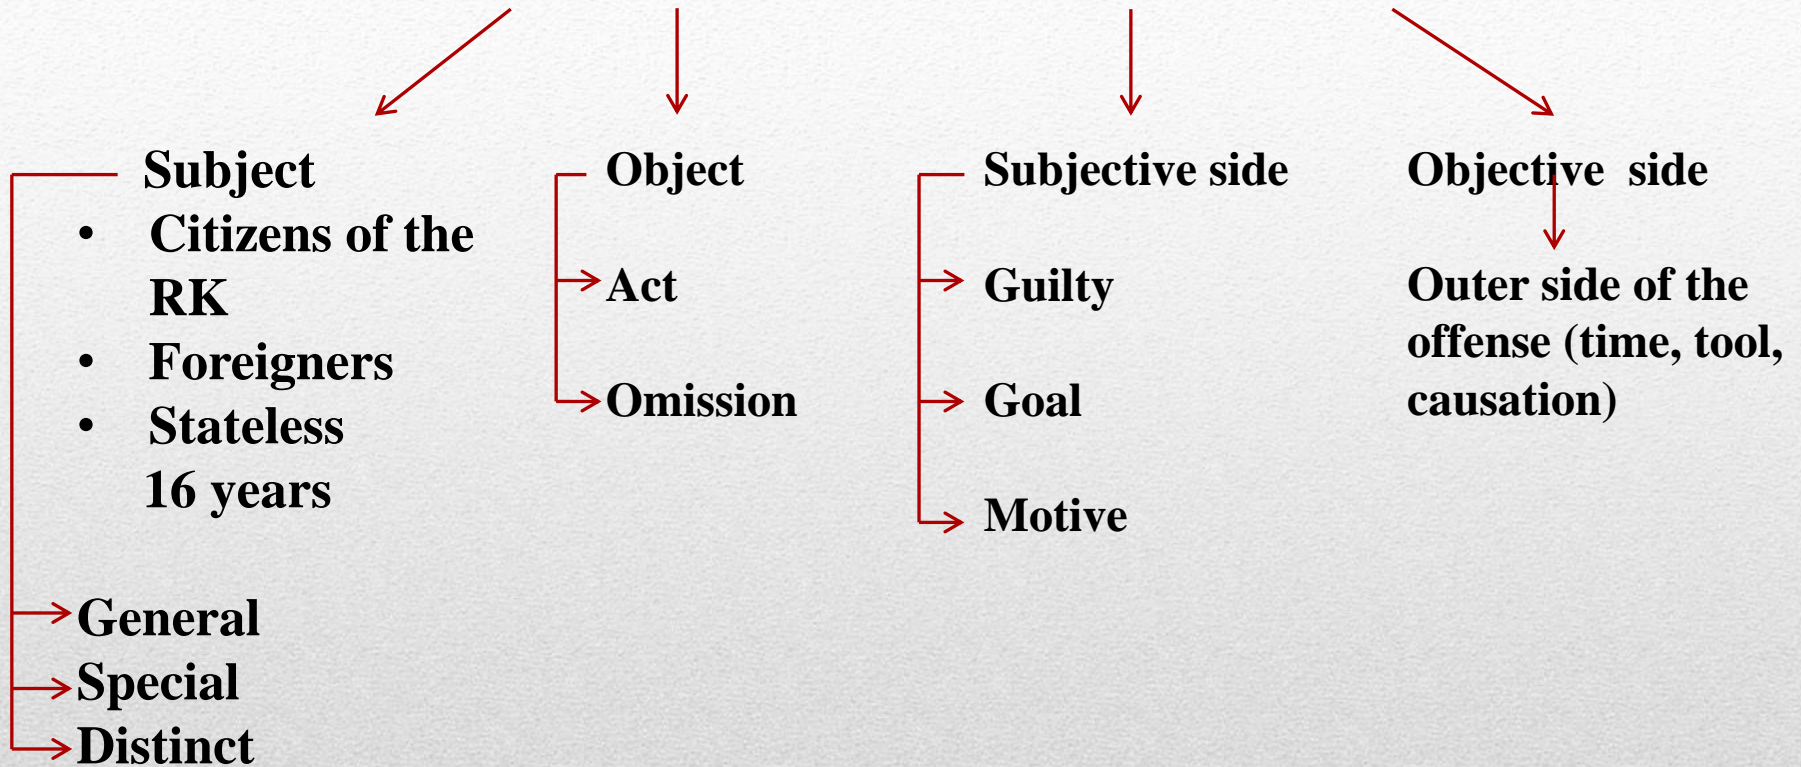 Subject
• Citizens of the
RK
• Foreigners
• Stateless
16 years
General
Special
Distinct
Object
Act
Omission
Subjective side
Guilty
Goal
Motive
Objective side
Outer side of the
offense (time, tool,
causation)